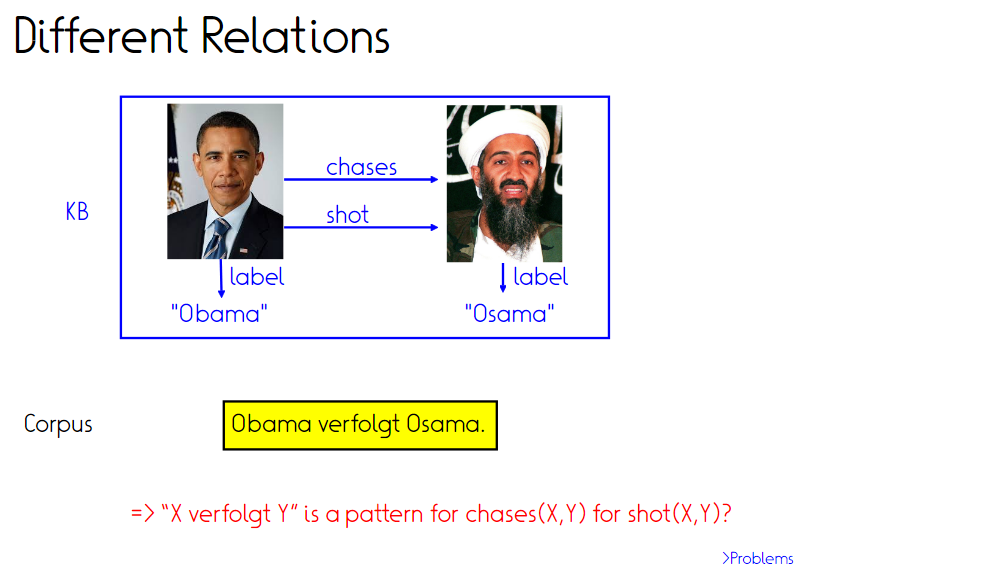 Different Relations
chases
KB
shot
label
label
"Obama"
"Osama"
Corpus
Obama verfolgt Osama.
=> “X verfolgt Y” is a pattern for chases(X,Y) for shot(X,Y)?
>Problems